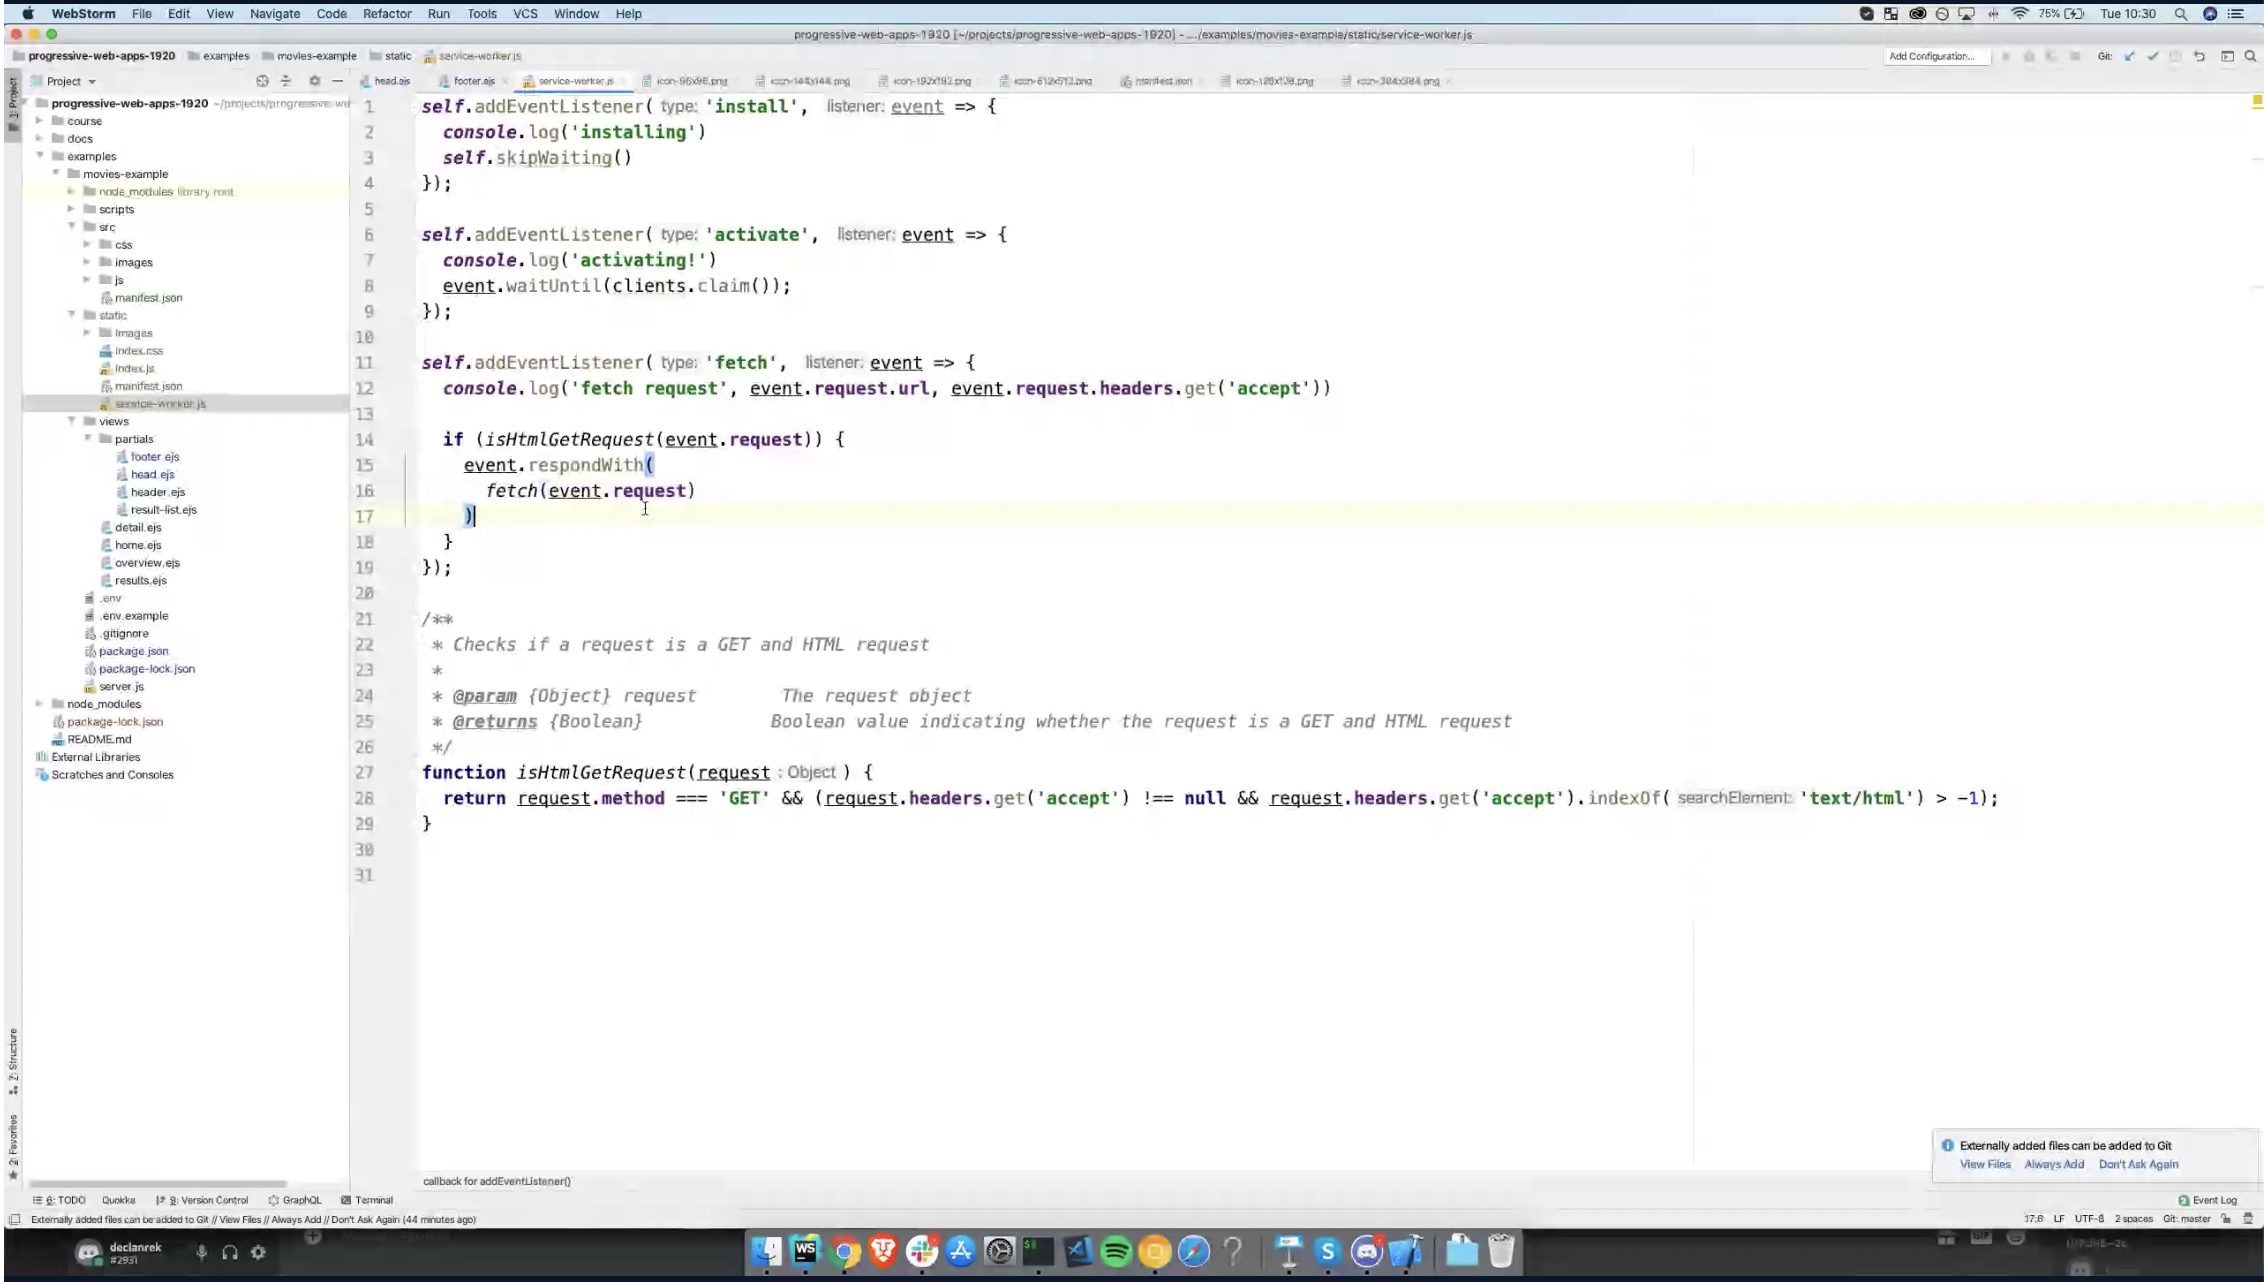 WebStorm File Edit View Navigate Code Refactor Run Tools VCS Window Help 75% Tue 10:30
progressive-web-apps-1920 [~/projects/progressive-web-apps-1920] - .../examples/movies-example/static/service-worker.js
progressive-web-apps-1920 examples movies-example static service-worker.js Add Configuration... Git:
Project head.ejs footer.ejs service-worker.js icon-96x96.png icon-144x144.png icon-192x192.png icon-512x512.png manifest.json icon-128x128.png icon-384x384.png
1: Project
progressive-web-apps-1920 ~/projects/progressive-we
course
docs
examples
movies-example
node_modules library root
scripts
src
css
images
js
manifest.json
static
images
index.css
index.js
manifest.json
service-worker.js
views
partials
footer.ejs
head.ejs
header.ejs
result-list.ejs
detail.ejs
home.ejs
overview.ejs
results.ejs
.env
.env.example
.gitignore
package.json
package-lock.json
server.js
node_modules
package-lock.json
README.md
External Libraries
Scratches and Consoles
1 self.addEventListener( type: 'install', listener: event => {
2 console.log('installing')
3 self.skipWaiting()
4 });
5
6 self.addEventListener( type: 'activate', listener: event => {
7 console.log('activating!')
8 event.waitUntil(clients.claim());
9 });
10
11 self.addEventListener( type: 'fetch', listener: event => {
12 console.log('fetch request', event.request.url, event.request.headers.get('accept'))
13
14 if (isHtmlGetRequest(event.request)) {
15 event.respondWith(
16 fetch(event.request)
17 )
18 }
19 });
20
21 /**
22 * Checks if a request is a GET and HTML request
23 *
24 * @param {Object} request The request object
25 * @returns {Boolean} Boolean value indicating whether the request is a GET and HTML request
26 */
27 function isHtmlGetRequest(request : Object ) {
28 return request.method === 'GET' && (request.headers.get('accept') !== null && request.headers.get('accept').indexOf( searchElement: 'text/html') > -1);
29 }
30
31
Z: Structure
2: Favorites
Externally added files can be added to Git
View Files Always Add Don't Ask Again
callback for addEventListener()
6: TODO Quokka 9: Version Control GraphQL Terminal Event Log
Externally added files can be added to Git // View Files // Always Add // Don't Ask Again (44 minutes ago) 17:6 LF UTF-8 2 spaces Git: master
declanrek
#2931